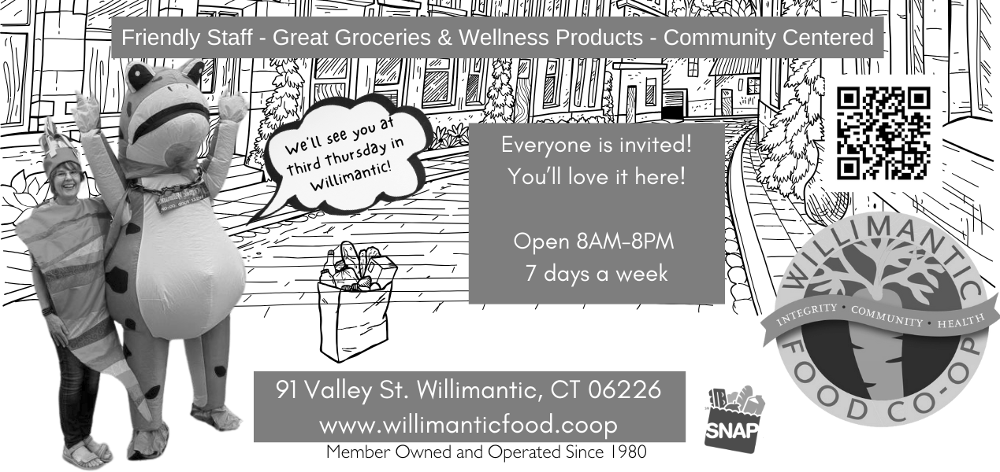 Friendly Staff - Great Groceries & Wellness Products - Community Centered
We'll see you at
third thursday in
Willimantic!
Everyone is invited!
You'll love it here!
Open 8AM-8PM
7 days a week
WILLIMANTIC
INTEGRITY • COMMUNITY • HEALTH
FOOD CO-OP
91 Valley St. Willimantic, CT 06226
www.willimanticfood.coop
SNAP
Member Owned and Operated Since 1980